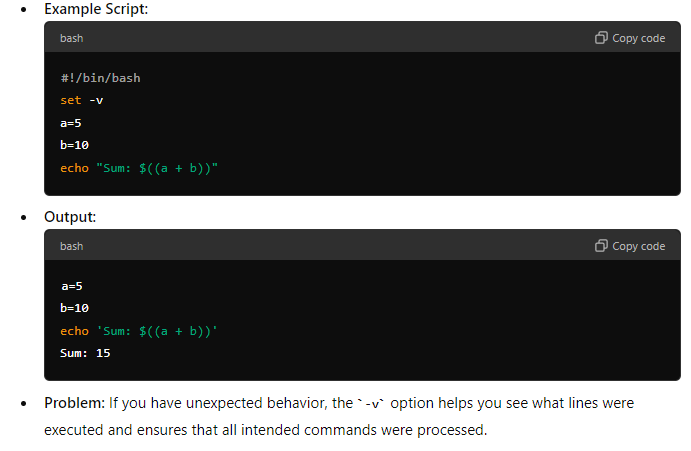 Example Script:
bash Copy code
#!/bin/bash
set -v
a=5
b=10
echo "Sum: $((a + b))"
Output:
bash Copy code
a=5
b=10
echo 'Sum: $((a + b))'
Sum: 15
Problem: If you have unexpected behavior, the `-v` option helps you see what lines were
executed and ensures that all intended commands were processed.